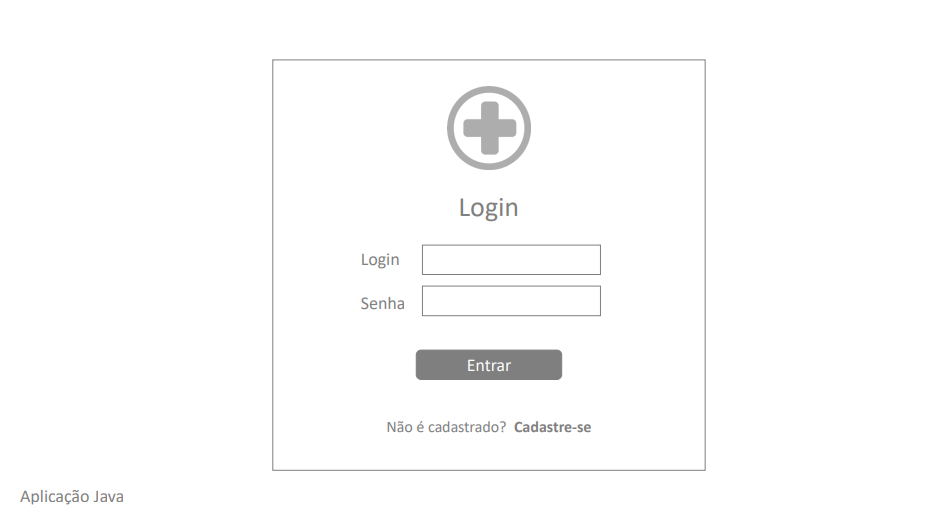 Login
Login
Senha
Entrar
Não é cadastrado? Cadastre-se
Aplicação Java